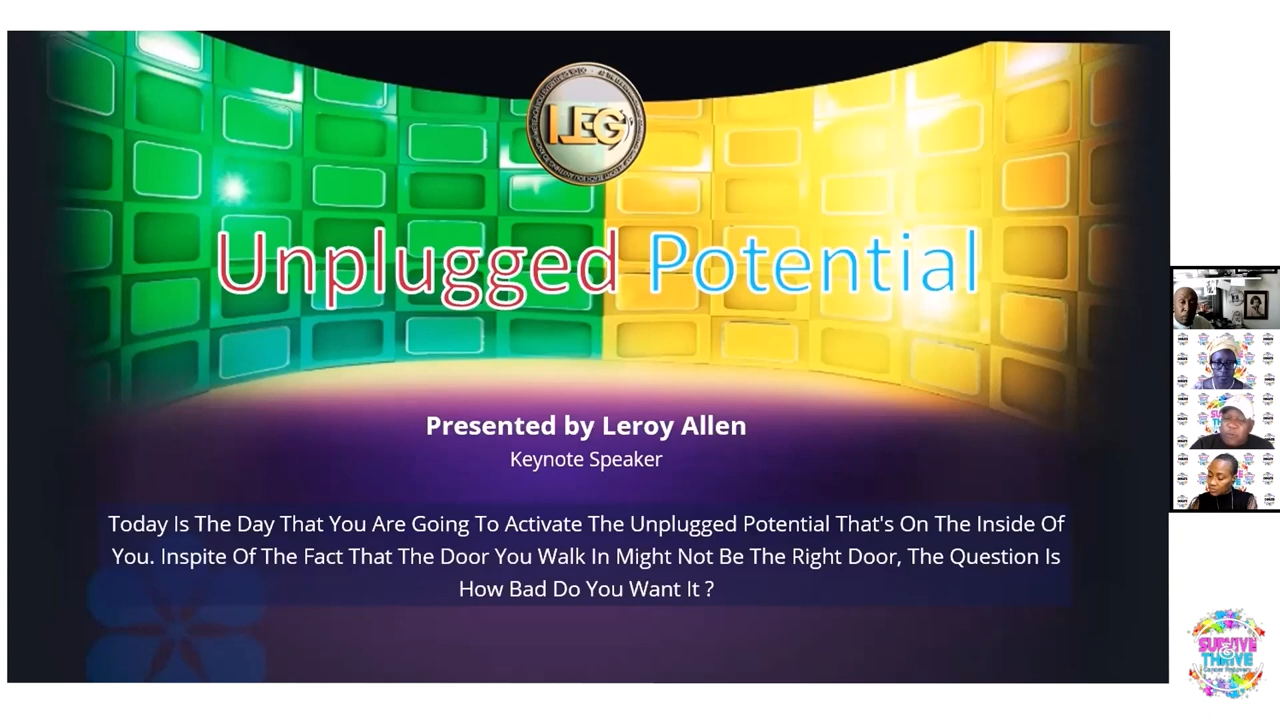 LEG
Unplugged Potential
Presented by Leroy Allen
Keynote Speaker
Today Is The Day That You Are Going To Activate The Unplugged Potential That's On The Inside Of
You. Inspite Of The Fact That The Door You Walk In Might Not Be The Right Door, The Question Is
How Bad Do You Want It ?
SURVIVE
&
THRIVE
Cancer Recovery